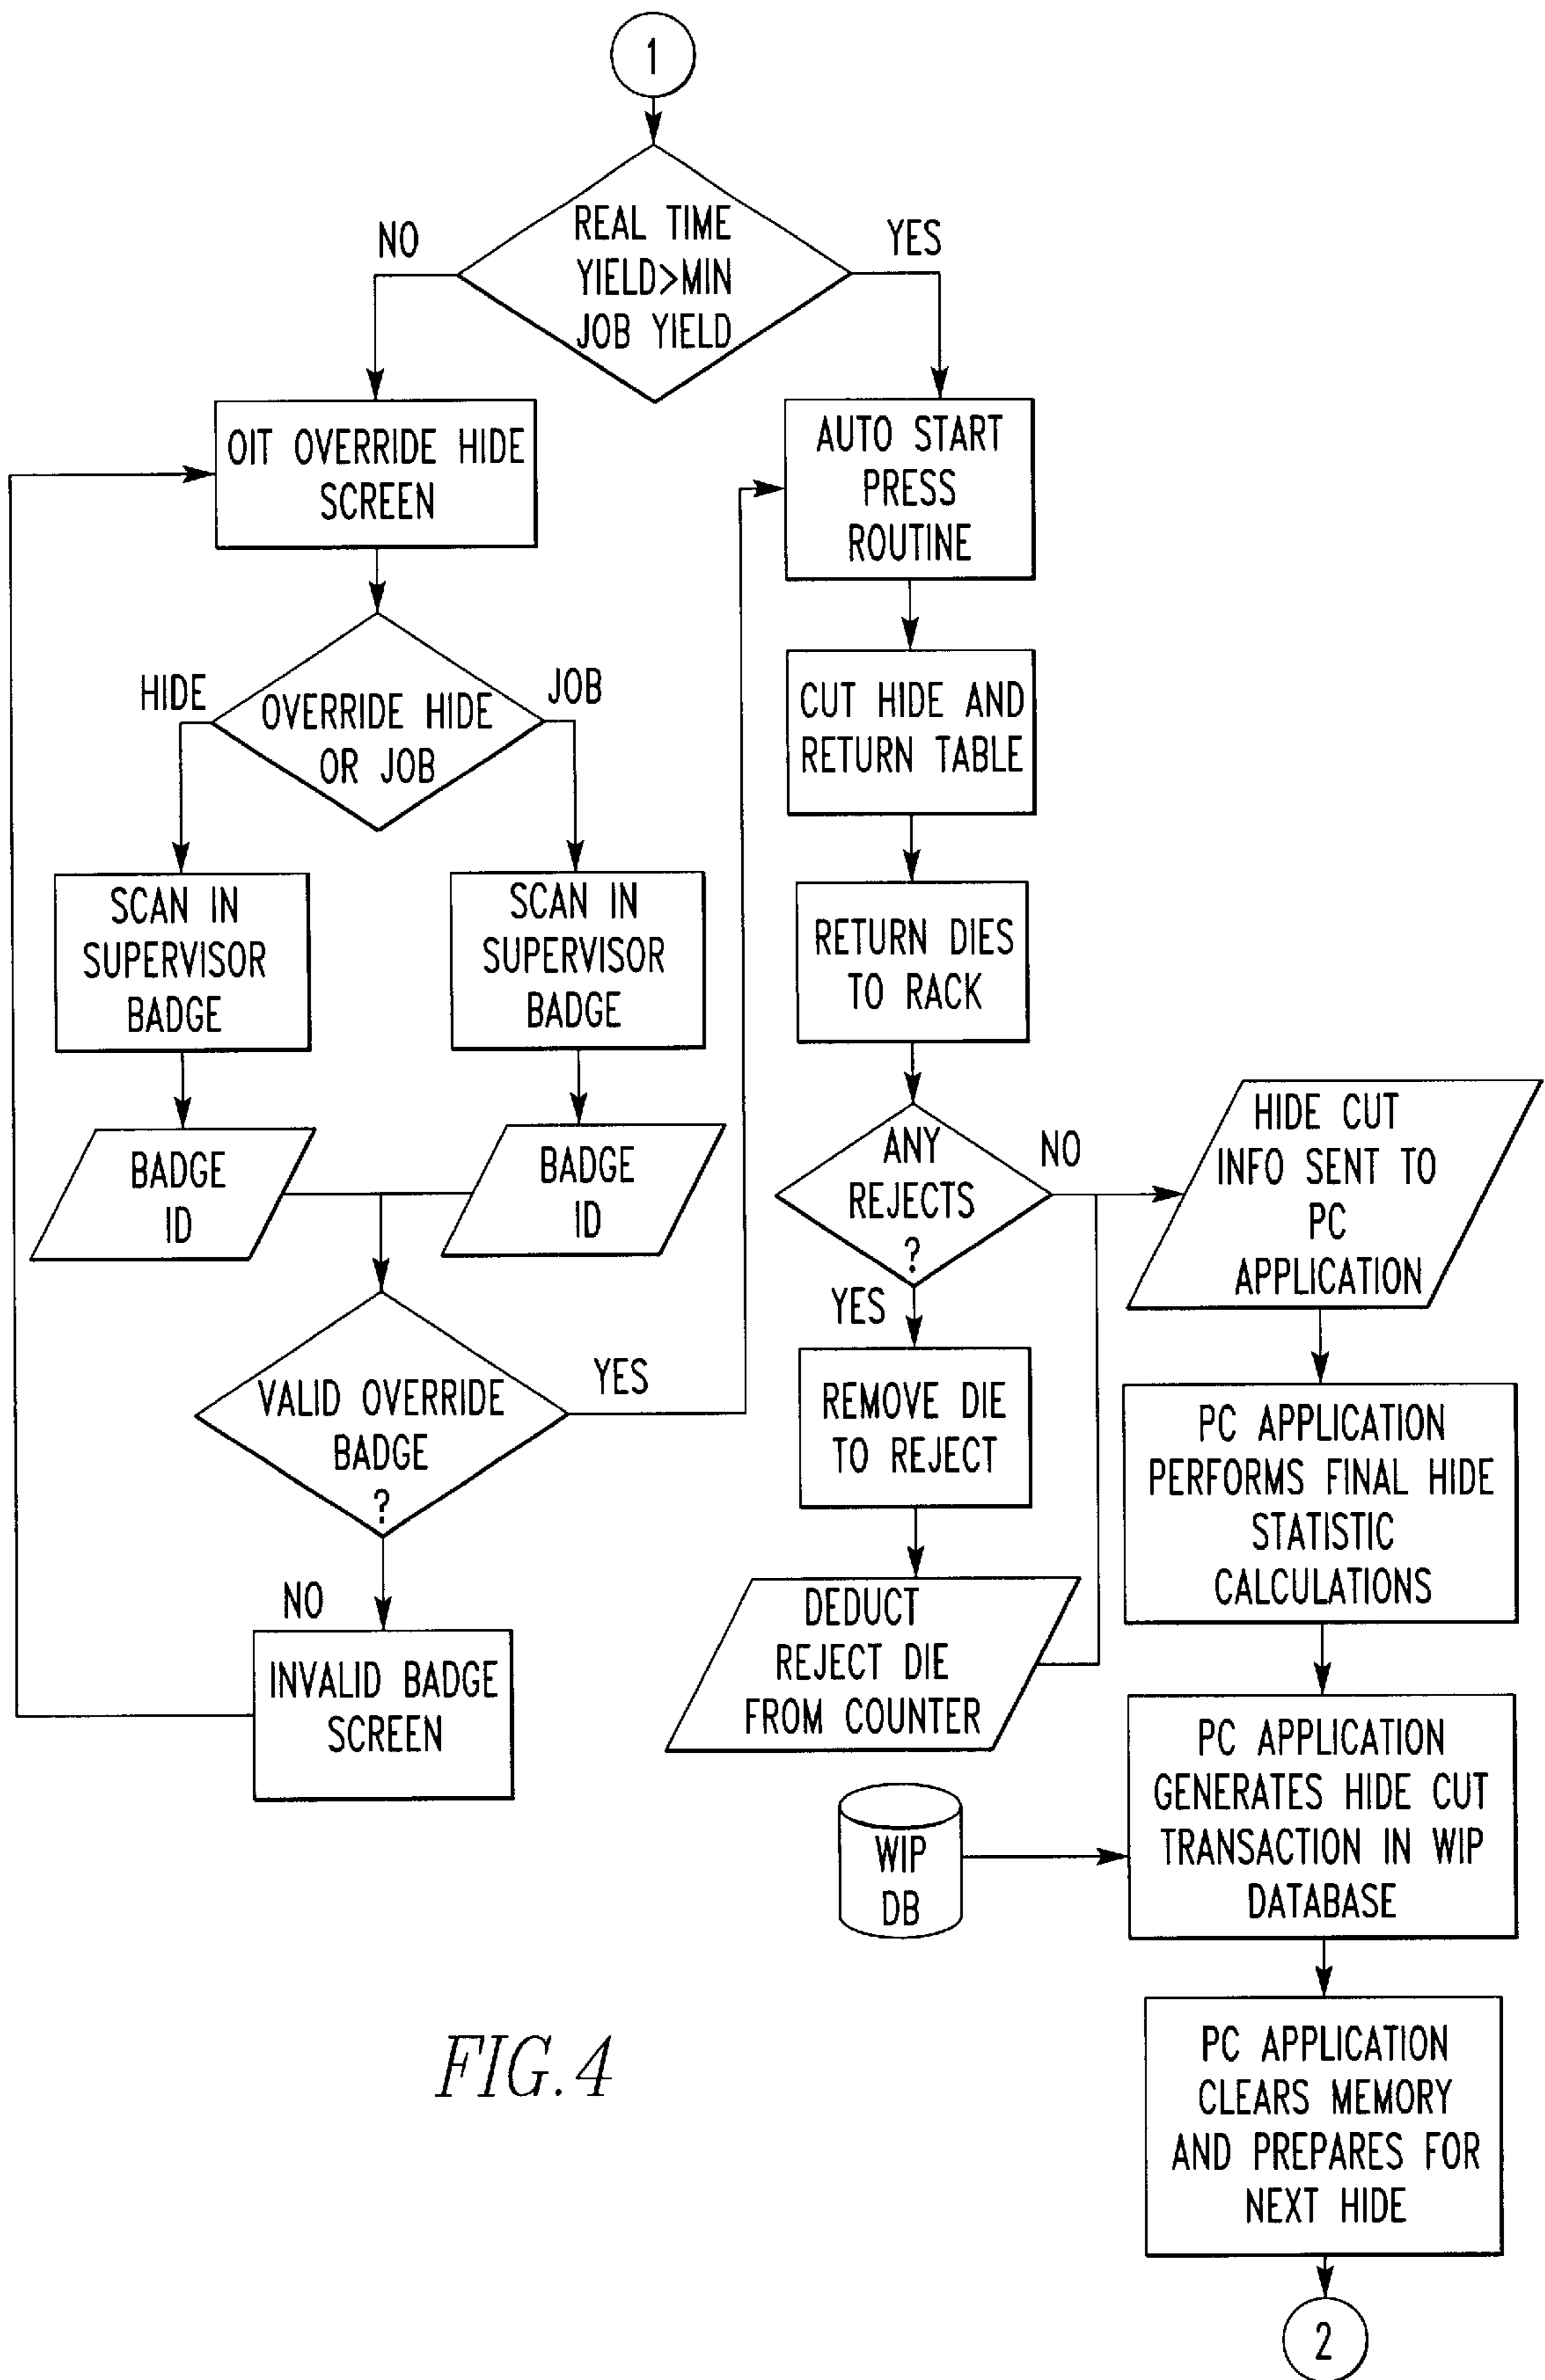 1
REAL TIME
YIELD>MIN
JOB YIELD
NO
YES
OIT OVERRIDE HIDE
SCREEN
AUTO START
PRESS
ROUTINE
OVERRIDE HIDE
OR JOB
HIDE
JOB
CUT HIDE AND
RETURN TABLE
SCAN IN
SUPERVISOR
BADGE
SCAN IN
SUPERVISOR
BADGE
RETURN DIES
TO RACK
BADGE
ID
BADGE
ID
ANY
REJECTS
?
NO
YES
HIDE CUT
INFO SENT TO
PC
APPLICATION
VALID OVERRIDE
BADGE
?
YES
NO
REMOVE DIE
TO REJECT
PC APPLICATION
PERFORMS FINAL HIDE
STATISTIC
CALCULATIONS
INVALID BADGE
SCREEN
DEDUCT
REJECT DIE
FROM COUNTER
WIP
DB
PC APPLICATION
GENERATES HIDE CUT
TRANSACTION IN WIP
DATABASE
PC APPLICATION
CLEARS MEMORY
AND PREPARES FOR
NEXT HIDE
2
FIG.4